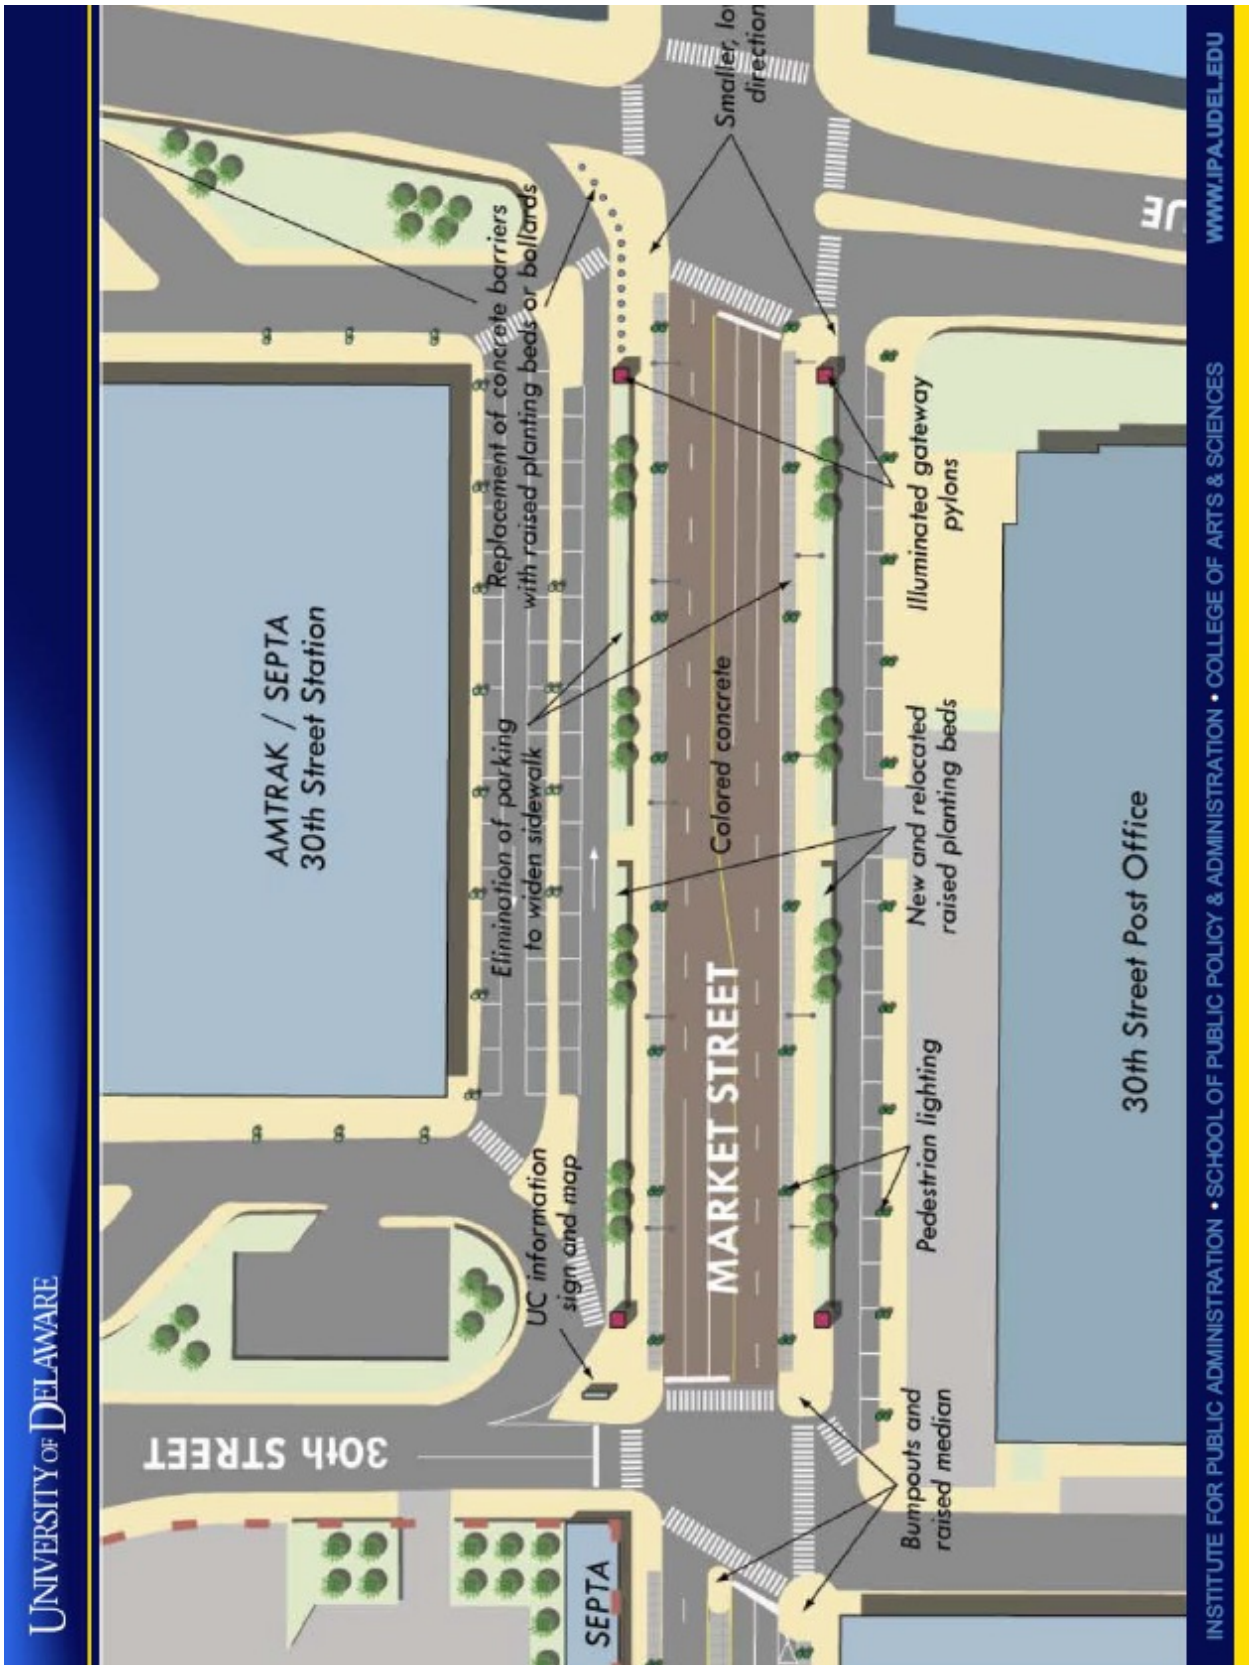 UNIVERSITY OF DELAWARE
AMTRAK / SEPTA
30th Street Station
30th STREET
SEPTA
UC information
sign and map
Elimination of parking
to widen sidewalk
Replacement of concrete barriers
with raised planting beds or bollards
Smaller,
direction
MARKET STREET
Colored concrete
Bumpouts and
raised median
Pedestrian lighting
New and relocated
raised planting beds
Illuminated gateway
pylons
UE
30th Street Post Office
INSTITUTE FOR PUBLIC ADMINISTRATION • SCHOOL OF PUBLIC POLICY & ADMINISTRATION • COLLEGE OF ARTS & SCIENCES WWW.IPA.UDEL.EDU